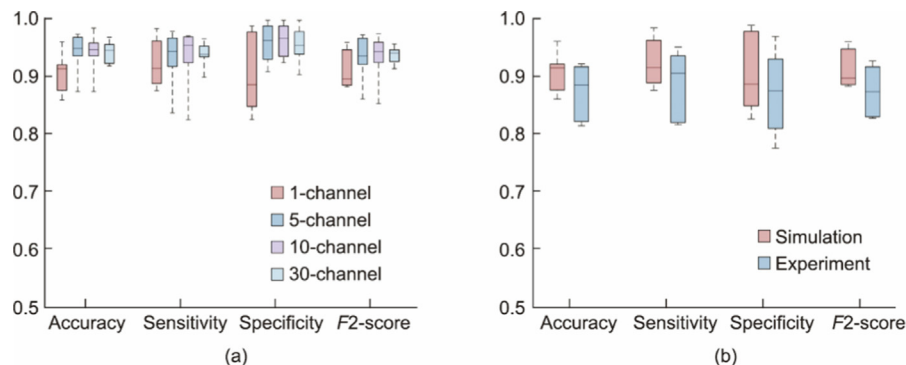 1.0
0.9
0.8
0.7
0.6
0.5
1-channel
5-channel
10-channel
30-channel
Accuracy Sensitivity Specificity F2-score
(a)
1.0
0.9
0.8
0.7
0.6
0.5
Simulation
Experiment
Accuracy Sensitivity Specificity F2-score
(b)